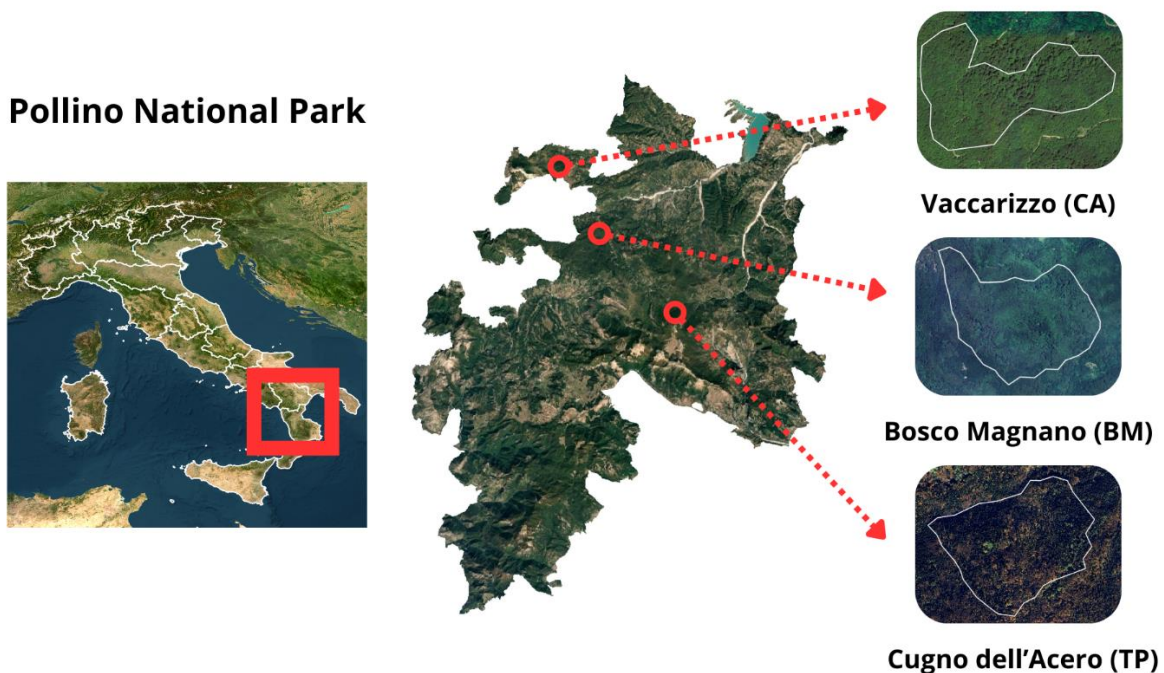 Pollino National Park
Vaccarizzo (CA)
Bosco Magnano (BM)
Cugno dell’Acero (TP)